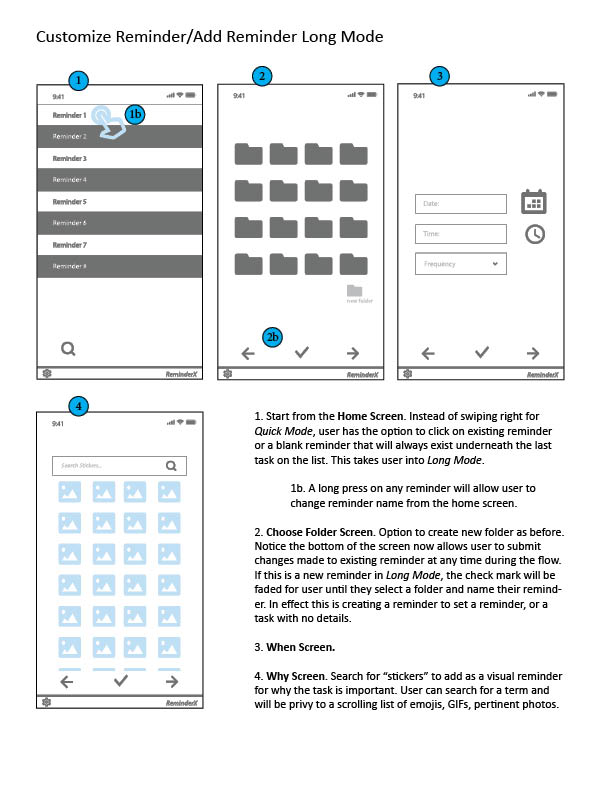 Customize Reminder/Add Reminder Long Mode
1
2
3
9:41
9:41
9:41
Reminder 1
1b
Reminder 2
Reminder 3
Reminder 4
Reminder 5
Reminder 6
Reminder 7
Reminder 8
ReminderX
new folder
2b
ReminderX
Date:
Time:
Frequency
ReminderX
4
9:41
Search Stickers...
ReminderX
1. Start from the Home Screen. Instead of swiping right for
Quick Mode, user has the option to click on existing reminder
or a blank reminder that will always exist underneath the last
task on the list. This takes user into Long Mode.
1b. A long press on any reminder will allow user to
change reminder name from the home screen.
2. Choose Folder Screen. Option to create new folder as before.
Notice the bottom of the screen now allows user to submit
changes made to existing reminder at any time during the flow.
If this is a new reminder in Long Mode, the check mark will be
faded for user until they select a folder and name their remind-
er. In effect this is creating a reminder to set a reminder, or a
task with no details.
3. When Screen.
4. Why Screen. Search for “stickers” to add as a visual reminder
for why the task is important. User can search for a term and
will be privy to a scrolling list of emojis, GIFs, pertinent photos.